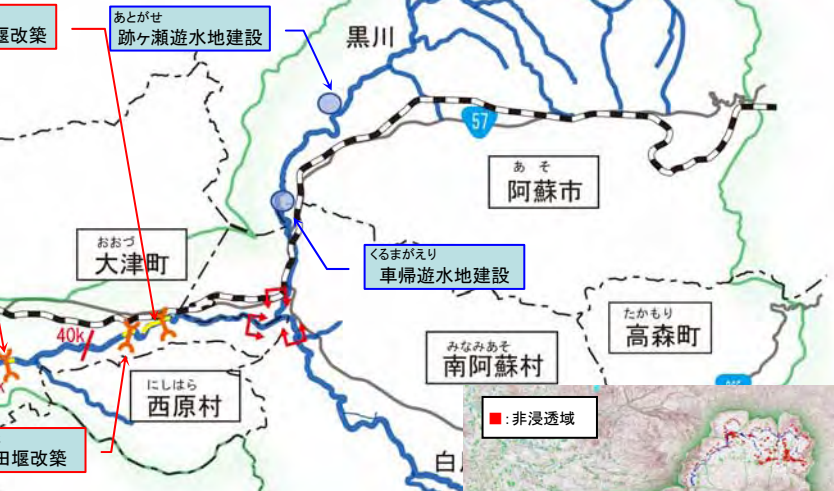 堰改築
あとがせ
跡ヶ瀬遊水地建設
黒川
57
あそ
阿蘇市
おおづ
大津町
くるまがえり
車帰遊水地建設
たかもり
高森町
40k
みなみあそ
南阿蘇村
にしはら
西原村
■:非浸透域
田堰改築
白